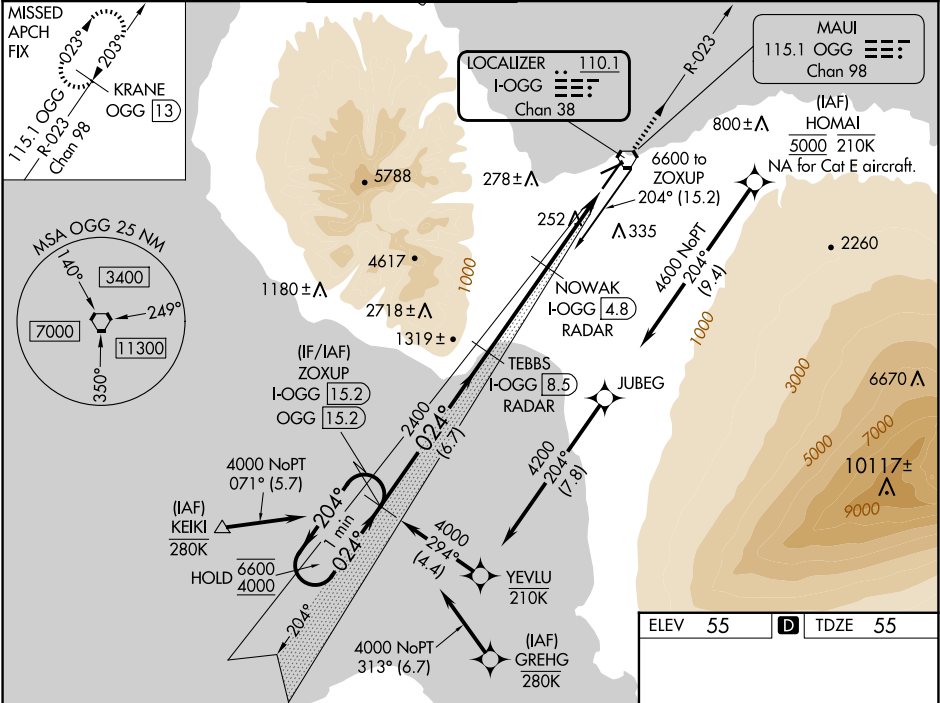 MISSED
APCH
FIX
023°
203°
KRANE
OGG 13
115.1 OGG
R-023
Chan 98
LOCALIZER 110.1
I-OGG
Chan 38
R-023
MAUI
115.1 OGG
Chan 98
(IAF)
HOMAI
5000 210K
NA for Cat E aircraft.
800±
5788
278±
6600 to
ZOXUP
204° (15.2)
252
335
2260
MSA OGG 25 NM
140°
3400
249°
7000
11300
350°
4617
1000
1180±
2718±
1319±
4600 NoPT
204°
(9.4)
1000
NOWAK
I-OGG 4.8
RADAR
(IF/IAF)
ZOXUP
I-OGG 15.2
OGG 15.2
TEBBS
I-OGG 8.5
RADAR
JUBEG
3000
6670
5000
7000
10117±
9000
2400
024°
(6.7)
4200
204°
(7.8)
4000 NoPT
071° (5.7)
(IAF)
KEIKI
280K
204°
1 min
024°
HOLD 6600
4000
4000
294°
(4.4)
YEVLU
210K
204°
4000 NoPT
313° (6.7)
(IAF)
GREHG
280K
ELEV 55 D TDZE 55